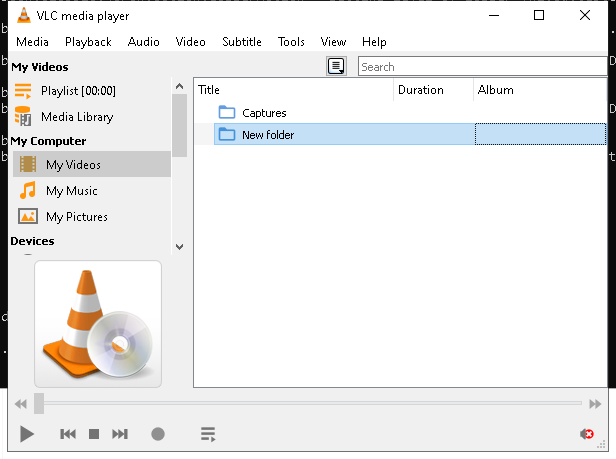 VLC media player
Media Playback Audio Video Subtitle Tools View Help
My Videos
Search
Playlist [00:00]
Media Library
My Computer
My Videos
My Music
My Pictures
Devices
Title Duration Album
Captures
New folder